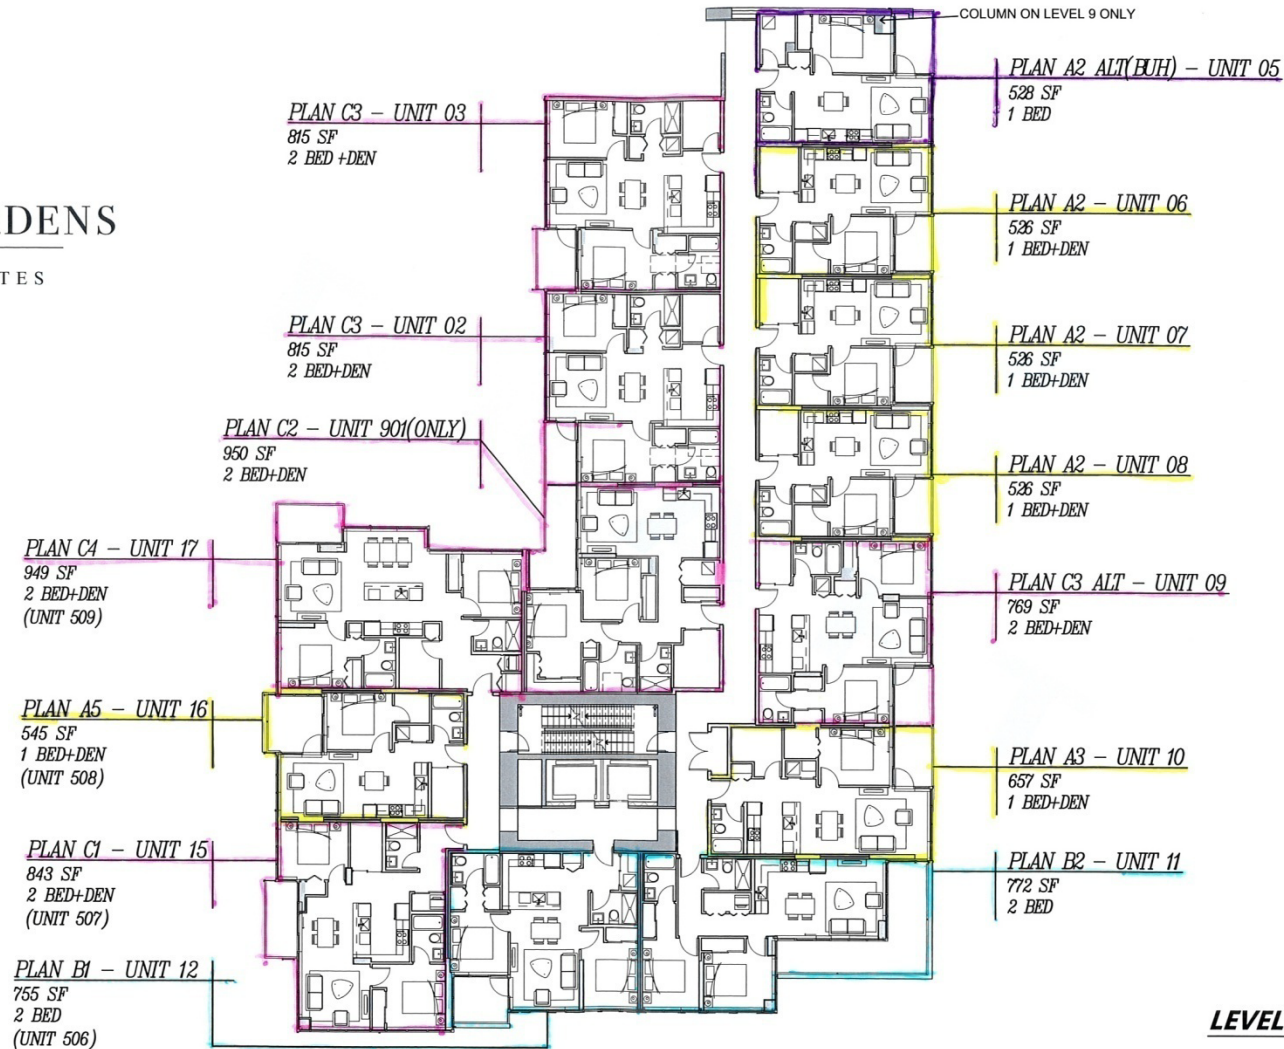 COLUMN ON LEVEL 9 ONLY
PLAN A2 ALT(BUH) - UNIT 05
528 SF
1 BED
PLAN C3 - UNIT 03
815 SF
2 BED +DEN
DENS
TES
PLAN A2 - UNIT 06
526 SF
1 BED+DEN
PLAN C3 - UNIT 02
815 SF
2 BED+DEN
PLAN A2 - UNIT 07
526 SF
1 BED+DEN
PLAN C2 - UNIT 901(ONLY)
950 SF
2 BED+DEN
PLAN A2 - UNIT 08
526 SF
1 BED+DEN
PLAN C4 - UNIT 17
949 SF
2 BED+DEN
(UNIT 509)
PLAN C3 ALT - UNIT 09
769 SF
2 BED+DEN
PLAN A5 - UNIT 16
545 SF
1 BED+DEN
(UNIT 508)
PLAN A3 - UNIT 10
657 SF
1 BED+DEN
PLAN C1 - UNIT 15
843 SF
2 BED+DEN
(UNIT 507)
PLAN B2 - UNIT 11
772 SF
2 BED
PLAN B1 - UNIT 12
755 SF
2 BED
(UNIT 506)
LEVEL